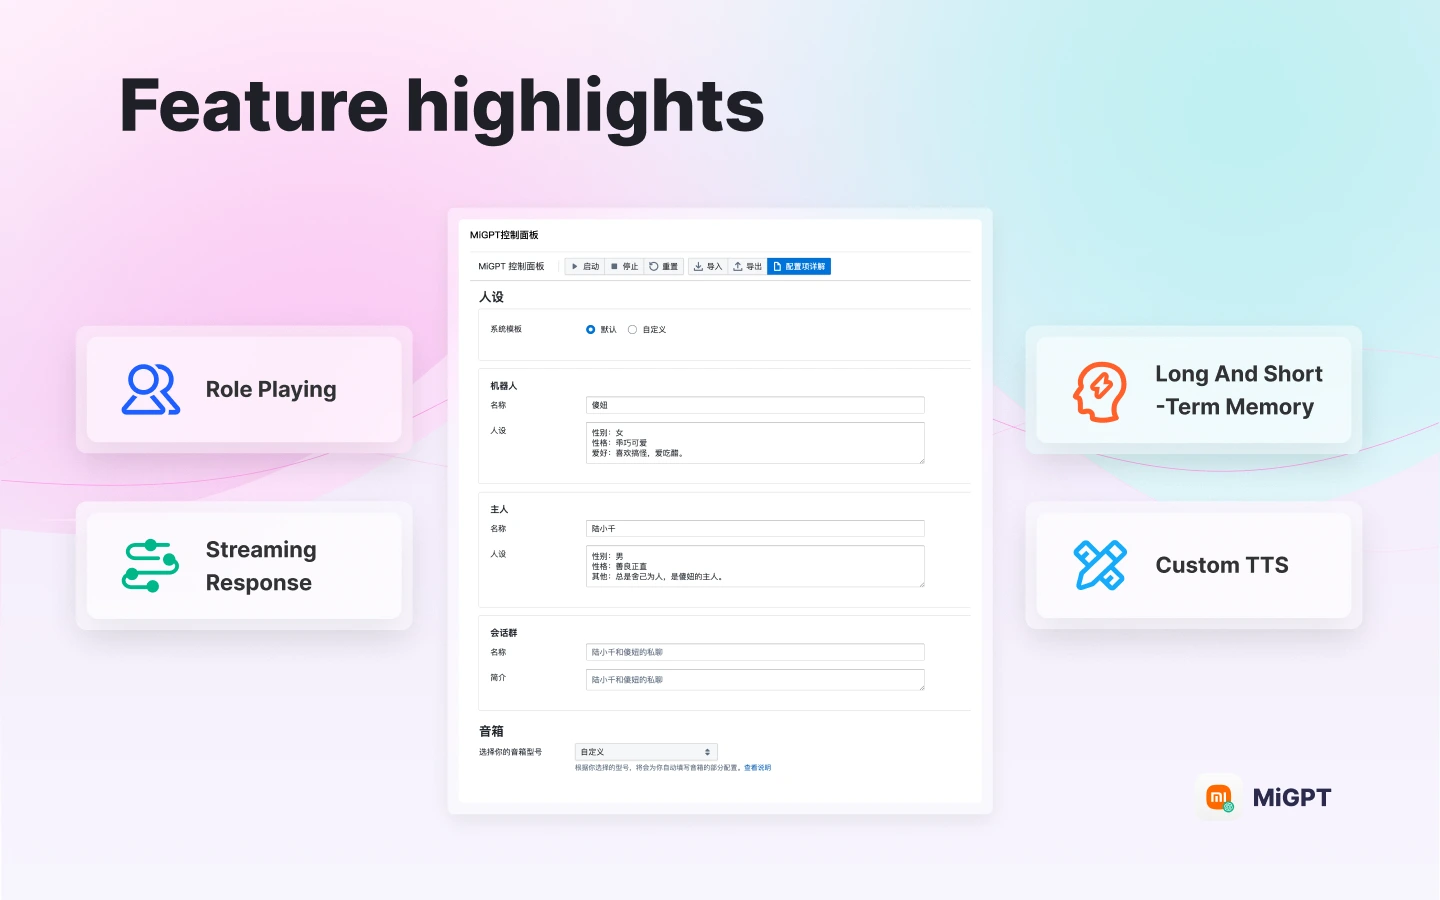 Feature highlights
Role Playing
Streaming
Response
MiGPT控制面板
MiGPT 控制面板 启动 停止 重置 导入 导出 配置项详解
人设
系统模板 默认 自定义
机器人
名称 傻妞
人设 性别：女
性格：乖巧可爱
爱好：喜欢搞怪，爱吃醋。
主人
名称 陆小千
人设 性别：男
性格：善良正直
其他：总是舍己为人，是傻妞的主人。
会话群
名称 陆小千和傻妞的私聊
简介 陆小千和傻妞的私聊
音箱
选择你的音箱型号 自定义
根据你选择的型号，将会为你自动填写音箱的部分配置。查看说明
Long And Short
-Term Memory
Custom TTS
MiGPT